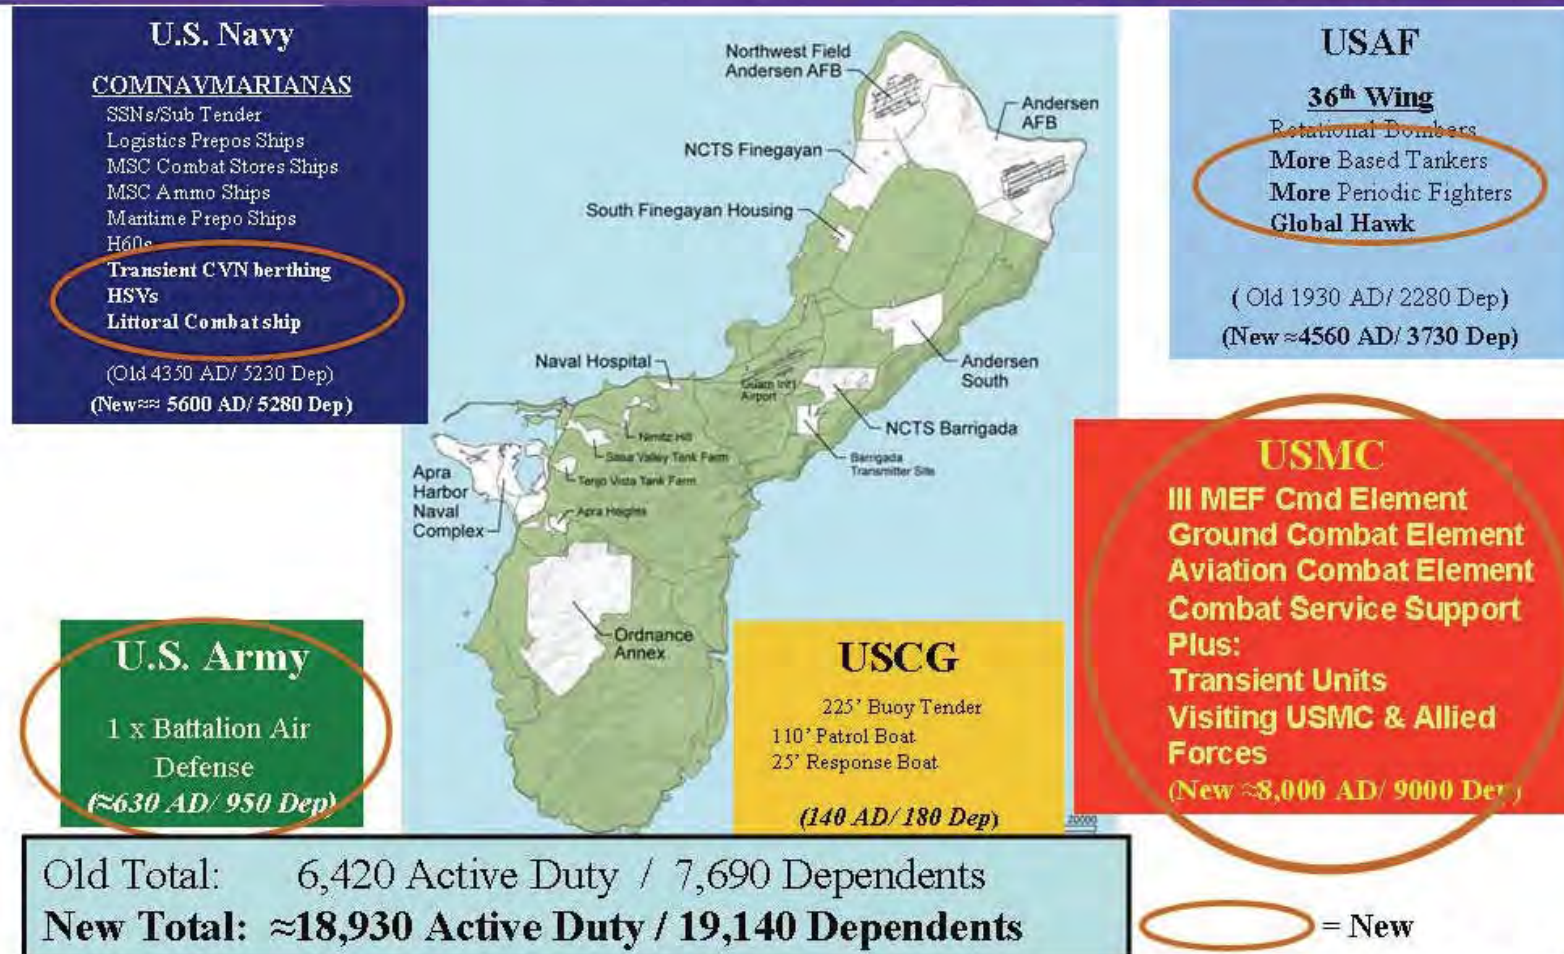 U.S. Navy
COMNAVMARIANAS
SSNs/Sub Tender
Logistics Prepos Ships
MSC Combat Stores Ships
MSC Ammo Ships
Maritime Prepo Ships
H60s
Transient CVN berthing
HSVs
Littoral Combat ship
(Old 4350 AD/ 5230 Dep)
(New≈≈ 5600 AD/ 5280 Dep)
Northwest Field
Andersen AFB
Andersen
AFB
NCTS Finegayan
South Finegayan Housing
Naval Hospital
Guam Int'l
Airport
Andersen
South
NCTS Barrigada
Barrigada
Transmitter Site
Nimitz Hill
Sasa Valley Tank Farm
Tenjo Vista Tank Farm
Apra Heights
Apra
Harbor
Naval
Complex
Ordnance
Annex
20000
USAF
36th Wing
Rotational Bombers
More Based Tankers
More Periodic Fighters
Global Hawk
( Old 1930 AD/ 2280 Dep)
(New ≈4560 AD/ 3730 Dep)
USMC
III MEF Cmd Element
Ground Combat Element
Aviation Combat Element
Combat Service Support
Plus:
Transient Units
Visiting USMC & Allied
Forces
(New ≈8,000 AD/ 9000 Dep)
U.S. Army
1 x Battalion Air
Defense
(≈630 AD/ 950 Dep)
USCG
225' Buoy Tender
110' Patrol Boat
25' Response Boat
(140 AD/ 180 Dep)
Old Total: 6,420 Active Duty / 7,690 Dependents
New Total: ≈18,930 Active Duty / 19,140 Dependents
= New